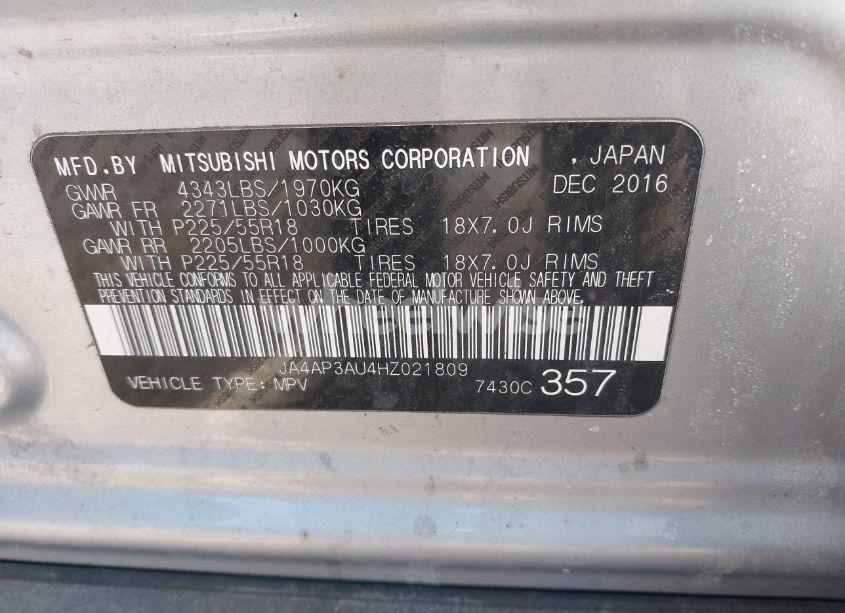 MFD.BY MITSUBISHI MOTORS CORPORATION , JAPAN
GVWR 4343LBS/1970KG DEC 2016
GAWR FR 2271LBS/1030KG
WITH P225/55R18 TIRES 18X7.0J RIMS
GAWR RR 2205LBS/1000KG
WITH P225/55R18 TIRES 18X7.0J RIMS
THIS VEHICLE CONFORMS TO ALL APPLICABLE FEDERAL MOTOR VEHICLE SAFETY AND THEFT
PREVENTION STANDARDS IN EFFECT ON THE DATE OF MANUFACTURE SHOWN ABOVE.
JA4AP3AU4HZ021809
VEHICLE TYPE: MPV 7430C 357